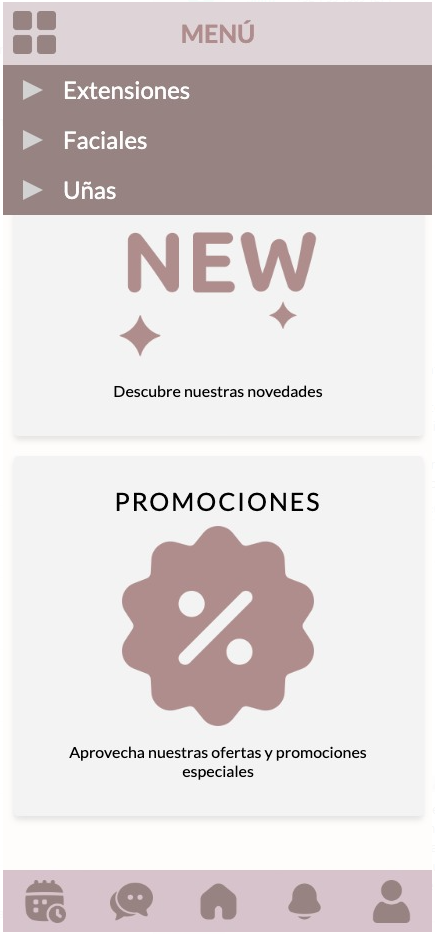 MENÚ
Extensiones
Faciales
Uñas
NEW
Descubre nuestras novedades
PROMOCIONES
%
Aprovecha nuestras ofertas y promociones
especiales